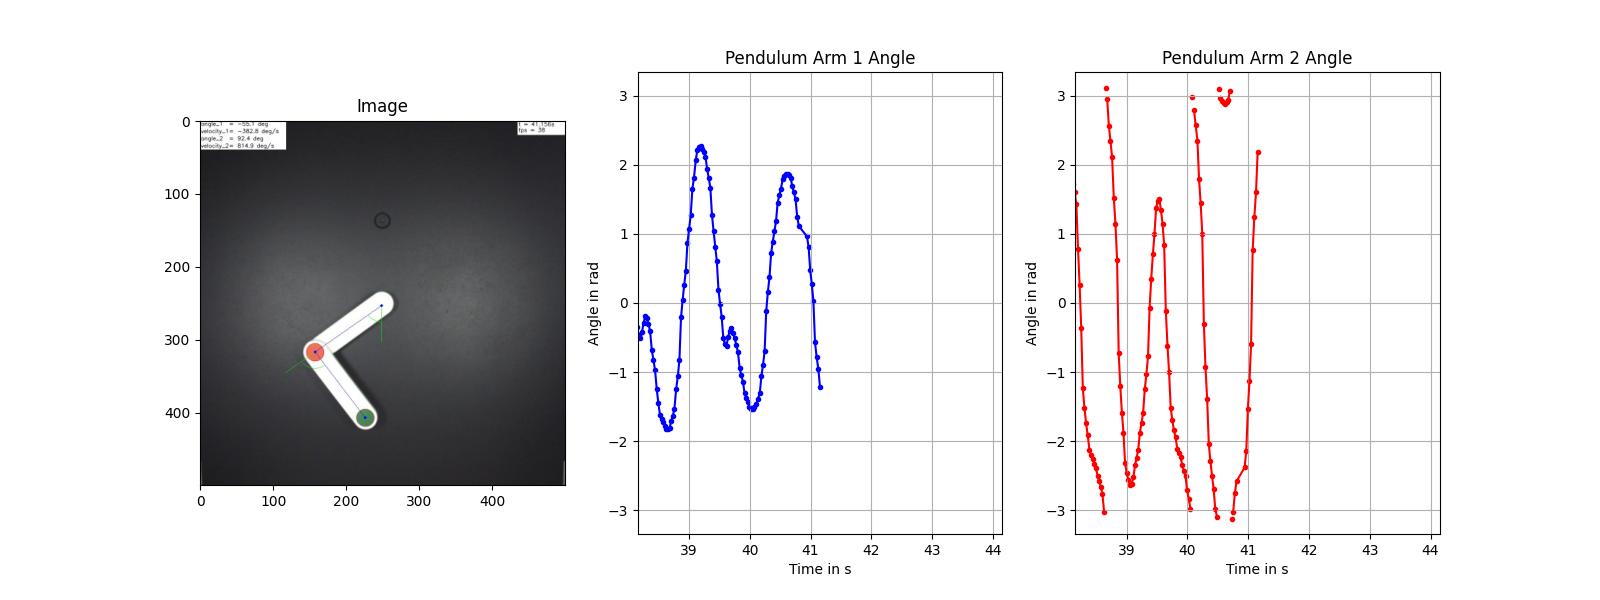 Image
angle_1 = -55.1 deg
velocity_1= -382.8 deg/s
angle_2 = 92.4 deg
velocity_2= 814.9 deg/s
t = 41.156s
fps = 38
0
100
200
300
400
0 100 200 300 400
Pendulum Arm 1 Angle
Angle in rad
3
2
1
0
−1
−2
−3
39 40 41 42 43 44
Time in s
Pendulum Arm 2 Angle
Angle in rad
3
2
1
0
−1
−2
−3
39 40 41 42 43 44
Time in s